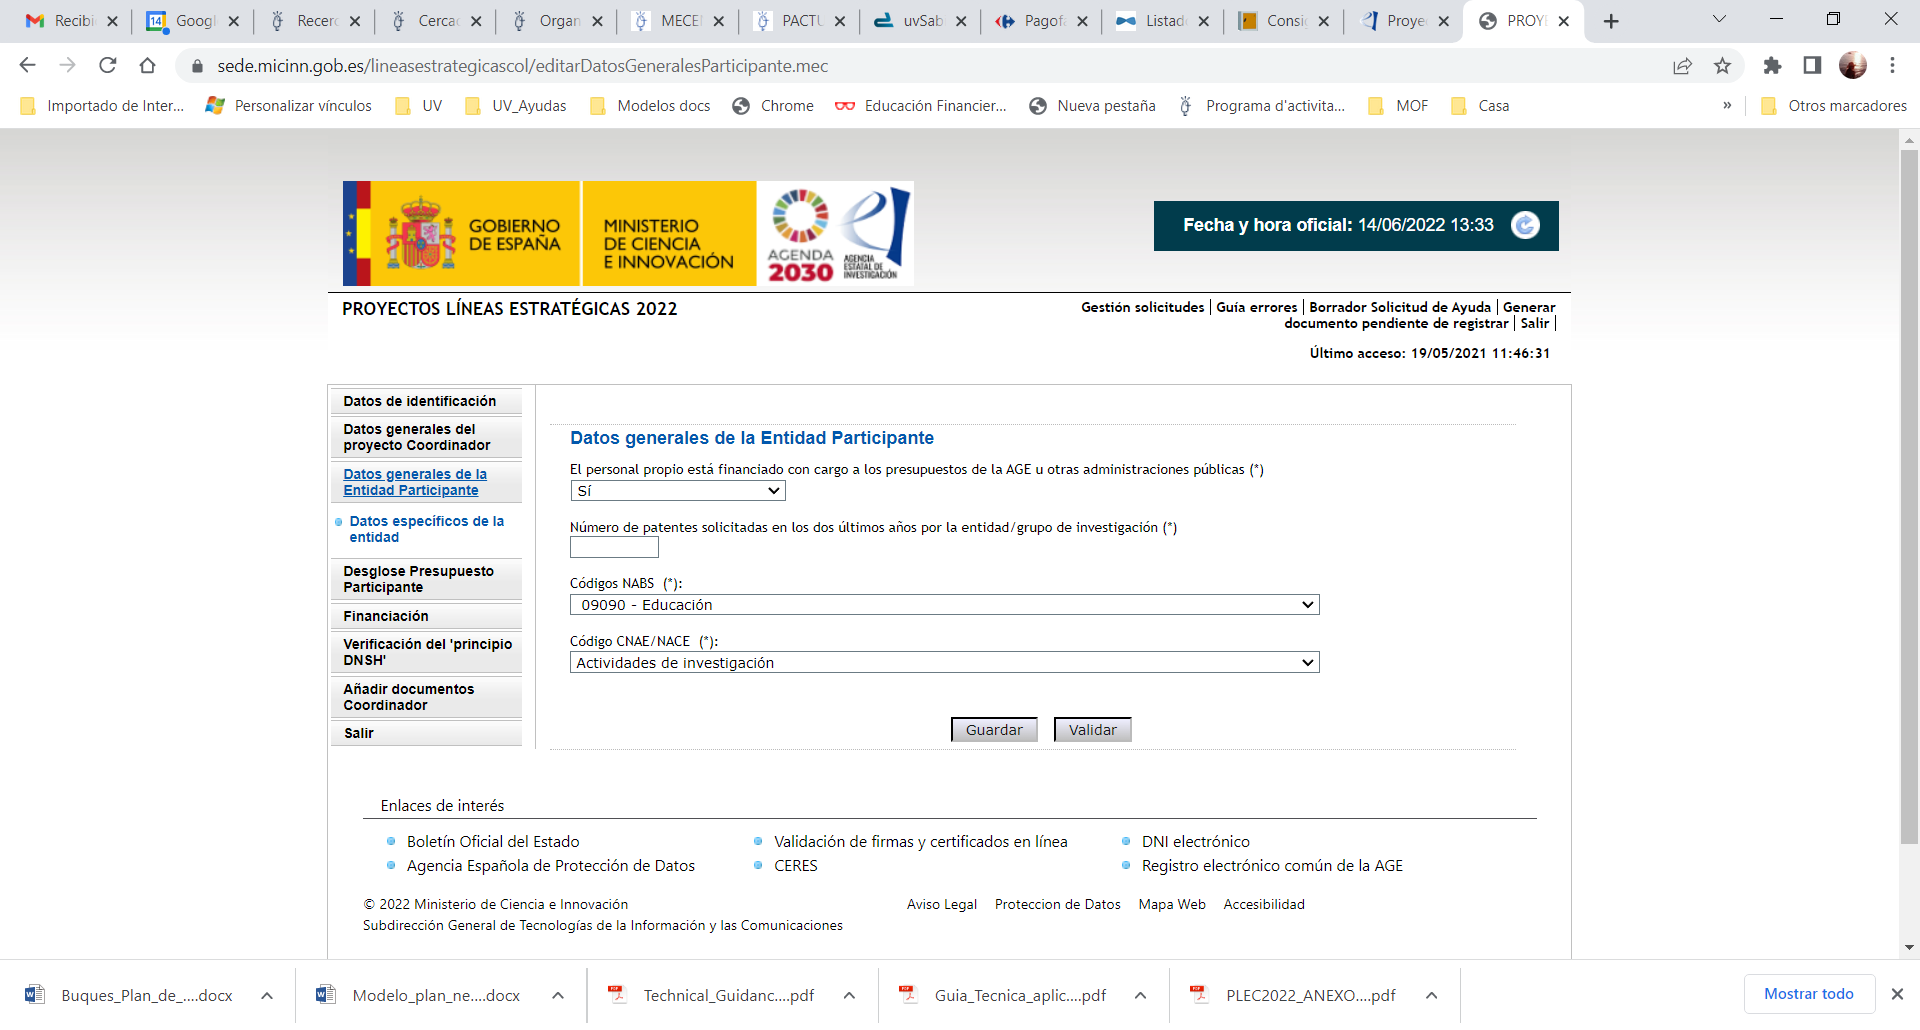 Recibi
Googl
Recerc
Cercad
Organ
MECEN
PACTU
uvSab
Pagofa
Listad
Consig
Proyec
PROYE
sede.micinn.gob.es/lineasestrategicascol/editarDatosGeneralesParticipante.mec
Importado de Inter...
Personalizar vínculos
UV
UV_Ayudas
Modelos docs
Chrome
Educación Financier...
Nueva pestaña
Programa d'activita...
MOF
Casa
»
Otros marcadores
GOBIERNO
DE ESPAÑA
MINISTERIO
DE CIENCIA
E INNOVACIÓN
AGENDA
2030
AGENCIA
ESTATAL DE
INVESTIGACIÓN
Fecha y hora oficial: 14/06/2022 13:33
PROYECTOS LÍNEAS ESTRATÉGICAS 2022
Gestión solicitudes | Guía errores | Borrador Solicitud de Ayuda | Generar
documento pendiente de registrar | Salir |
Último acceso: 19/05/2021 11:46:31
Datos de identificación
Datos generales del
proyecto Coordinador
Datos generales de la
Entidad Participante
Datos específicos de la
entidad
Desglose Presupuesto
Participante
Financiación
Verificación del 'principio
DNSH'
Añadir documentos
Coordinador
Salir
Datos generales de la Entidad Participante
El personal propio está financiado con cargo a los presupuestos de la AGE u otras administraciones públicas (*)
Sí
Número de patentes solicitadas en los dos últimos años por la entidad/grupo de investigación (*)
Códigos NABS (*):
09090 - Educación
Código CNAE/NACE (*):
Actividades de investigación
Guardar
Validar
Enlaces de interés
Boletín Oficial del Estado
Validación de firmas y certificados en línea
DNI electrónico
Agencia Española de Protección de Datos
CERES
Registro electrónico común de la AGE
© 2022 Ministerio de Ciencia e Innovación
Aviso Legal
Proteccion de Datos
Mapa Web
Accesibilidad
Subdirección General de Tecnologías de la Información y las Comunicaciones
Buques_Plan_de_....docx
Modelo_plan_ne....docx
Technical_Guidanc....pdf
Guia_Tecnica_aplic....pdf
PLEC2022_ANEXO....pdf
Mostrar todo